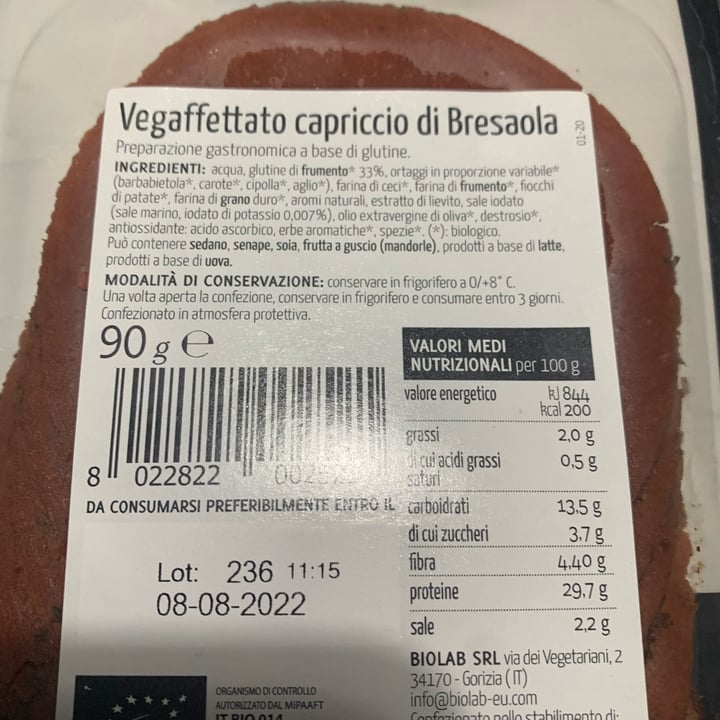 Vegaffettato capriccio di Bresaola
01-20
Preparazione gastronomica a base di glutine.
INGREDIENTI: acqua, glutine di frumento* 33%, ortaggi in proporzione variabile*
(barbabietola*, carote*, cipolla*, aglio*), farina di ceci*, farina di frumento*, fiocchi
di patate*, farina di grano duro*, aromi naturali, estratto di lievito, sale iodato
(sale marino, iodato di potassio 0,007%), olio extravergine di oliva*, destrosio*.
antiossidante: acido ascorbico, erbe aromatiche*, spezie*. (*): biologico.
Può contenere sedano, senape, soia, frutta a guscio (mandorle), prodotti a base di latte,
prodotti a base di uova.
MODALITÀ DI CONSERVAZIONE: conservare in frigorifero a 0/+8° C.
Una volta aperta la confezione, conservare in frigorifero e consumare entro 3 giorni.
Confezionato in atmosfera protettiva.
90 g e
8 022822
DA CONSUMARSI PREFERIBILMENTE ENTRO IL
Lot: 236 11:15
08-08-2022
VALORI MEDI
NUTRIZIONALI per 100 g
valore energetico kJ 844
kcal 200
grassi 2,0 g
di cui acidi grassi 0,5 g
saturi
carboidrati 13,5 g
di cui zuccheri 3,7 g
fibra 4,40 g
proteine 29,7 g
sale 2,2 g
BIOLAB SRL via dei Vegetariani, 2
34170 - Gorizia (IT)
info@biolab-eu.com
Confezionato nello stabilimento di:
ORGANISMO DI CONTROLLO
AUTORIZZATO DAL MiPAAFT
IT BIO 014